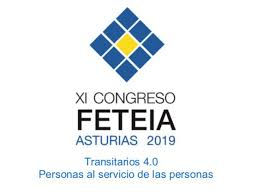 XI CONGRESO
FETEIA
ASTURIAS 2019
Transitarios 4.0
Personas al servicio de las personas